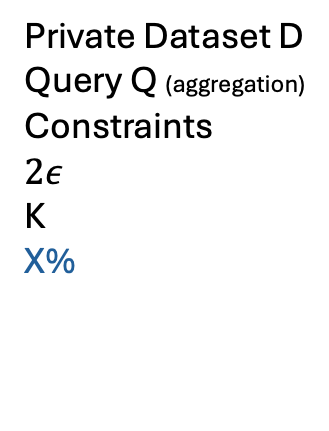 Private Dataset D
Query Q (aggregation)
Constraints
2ϵ
K
X%